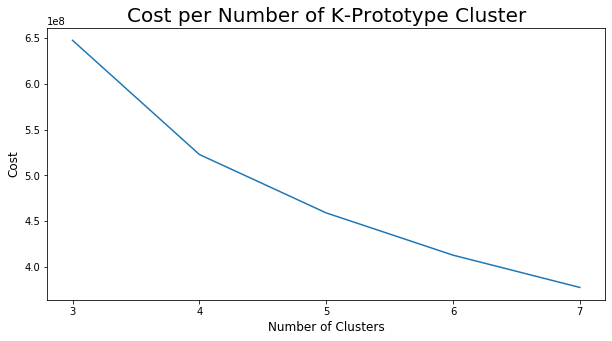 Cost per Number of K-Prototype Cluster
1e8
6.5
6.0
5.5
5.0
4.5
4.0
Cost
3 4 5 6 7
Number of Clusters